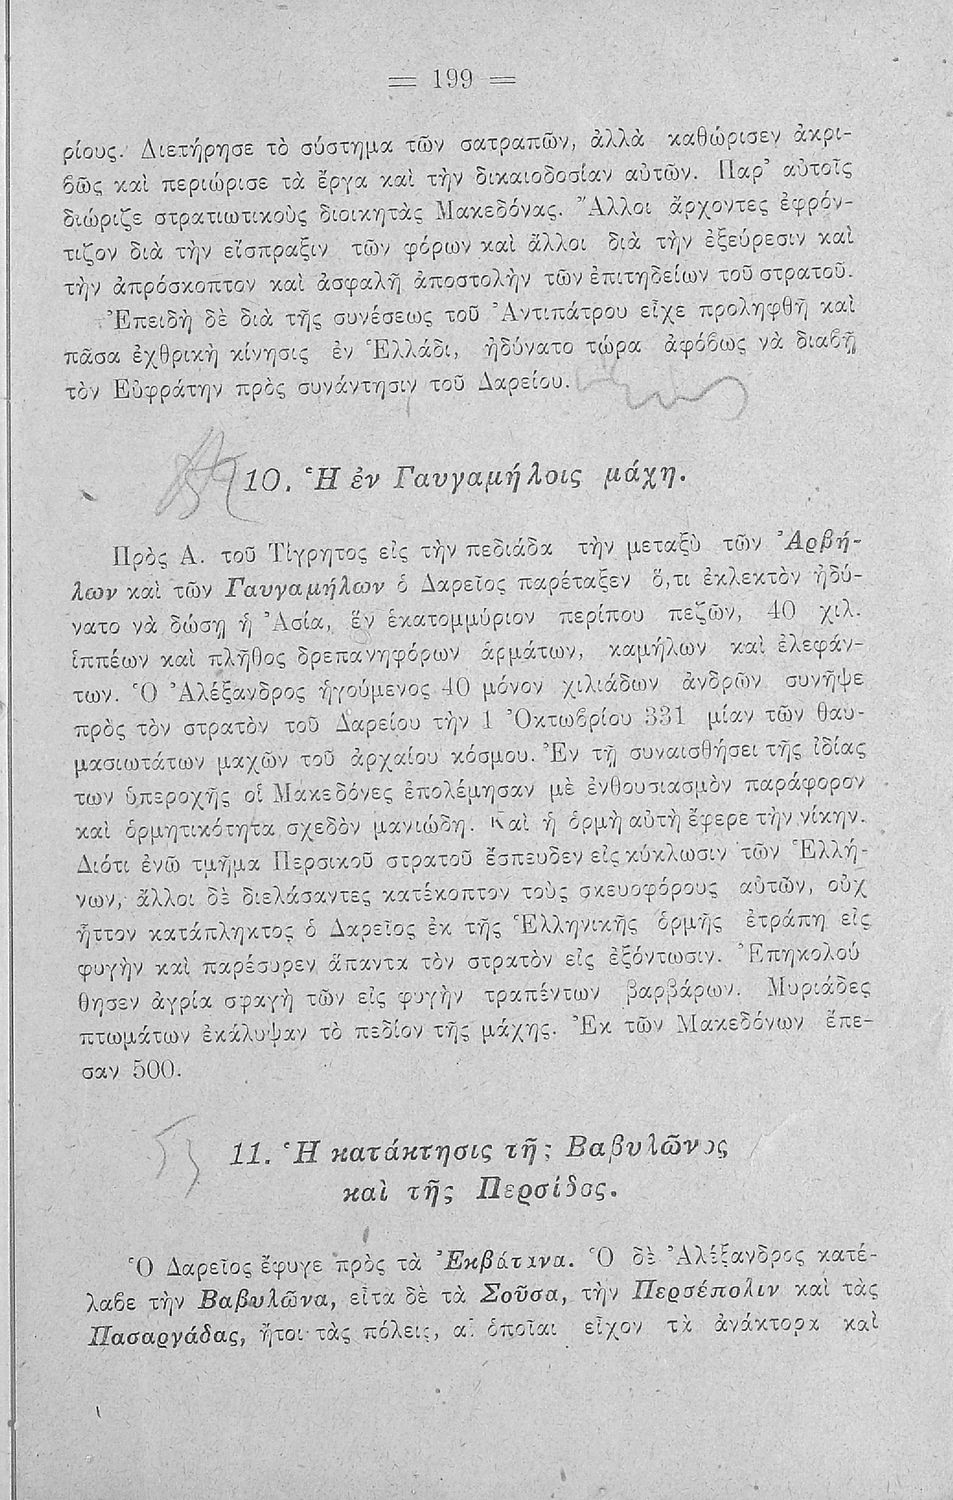 = 199 =
ρίους. Διετήρησε τὸ σύστημα τῶν σατραπῶν, ἀλλὰ καθώρισεν ἀκρι-
βῶς καὶ περιώρισε τὰ ἔργα καὶ τὴν δικαιοδοσίαν αὐτῶν. Παρ’ αὐτοῖς
διώριζε στρατιωτικοὺς διοικητὰς Μακεδόνας. Ἄλλοι ἄρχοντες ἐφρόν-
τιζον διὰ τὴν εἴσπραξιν τῶν φόρων καὶ ἄλλοι διὰ τὴν ἐξεύρεσιν καὶ
τὴν ἀπρόσκοπτον καὶ ἀσφαλῆ ἀποστολὴν τῶν ἐπιτηδείων τοῦ στρατοῦ.
Ἐπειδὴ δὲ διὰ τῆς συνέσεως τοῦ Ἀντιπάτρου εἶχε προληφθῆ καὶ
πᾶσα ἐχθρικὴ κίνησις ἐν Ἑλλάδι, ἠδύνατο τώρα ἀφόβως νὰ διαβῇ
τὸν Εὐφράτην πρὸς συνάντησιν τοῦ Δαρείου.
10. Ἡ ἐν Γαυγαμήλοις μάχη.
Πρὸς Α. τοῦ Τίγρητος εἰς τὴν πεδιάδα τὴν μεταξὺ τῶν Ἀρβή-
λων καὶ τῶν Γαυγαμήλων ὁ Δαρεῖος παρέταξεν ὅ,τι ἐκλεκτὸν ἠδύ-
νατο νὰ δώσῃ ἡ Ἀσία, ἓν ἑκατομμύριον περίπου πεζῶν, 40 χιλ.
ἱππέων καὶ πλῆθος δρεπανηφόρων ἁρμάτων, καμήλων καὶ ἐλεφάν-
των. Ὁ Ἀλέξανδρος ἡγούμενος 40 μόνον χιλιάδων ἀνδρῶν συνῆψε
πρὸς τὸν στρατὸν τοῦ Δαρείου τὴν 1 Ὀκτωβρίου 331 μίαν τῶν θαυ-
μασιωτάτων μαχῶν τοῦ ἀρχαίου κόσμου. Ἐν τῇ συναισθήσει τῆς ἰδίας
των ὑπεροχῆς οἱ Μακεδόνες ἐπολέμησαν μὲ ἐνθουσιασμὸν παράφορον
καὶ ὁρμητικότητα σχεδὸν μανιώδη. Καὶ ἡ ὁρμὴ αὐτὴ ἔφερε τὴν νίκην.
Διότι ἐνῶ τμῆμα Περσικοῦ στρατοῦ ἔσπευδεν εἰς κύκλωσιν τῶν Ἑλλή-
νων, ἄλλοι δὲ διελάσαντες κατέκοπτον τοὺς σκευοφόρους αὐτῶν, οὐχ
ἧττον κατάπληκτος ὁ Δαρεῖος ἐκ τῆς Ἑλληνικῆς ὁρμῆς ἐτράπη εἰς
φυγὴν καὶ παρέσυρεν ἅπαντα τὸν στρατὸν εἰς ἐξόντωσιν. Ἐπηκολού
θησεν ἀγρία σφαγὴ τῶν εἰς φυγὴν τραπέντων βαρβάρων. Μυριάδες
πτωμάτων ἐκάλυψαν τὸ πεδίον τῆς μάχης. Ἐκ τῶν Μακεδόνων ἔπε-
σαν 500.
11. Ἡ κατάκτησις τῆς Βαβυλῶνος
καὶ τῆς Περσίδος.
Ὁ Δαρεῖος ἔφυγε πρὸς τὰ Ἐκβάτανα. Ὁ δὲ Ἀλέξανδρος κατέ-
λαβε τὴν Βαβυλῶνα, εἶτα δὲ τὰ Σοῦσα, τὴν Περσέπολιν καὶ τὰς
Πασαργάδας, ἤτοι τὰς πόλεις, αἱ ὁποῖαι εἶχον τὰ ἀνάκτορα καὶ